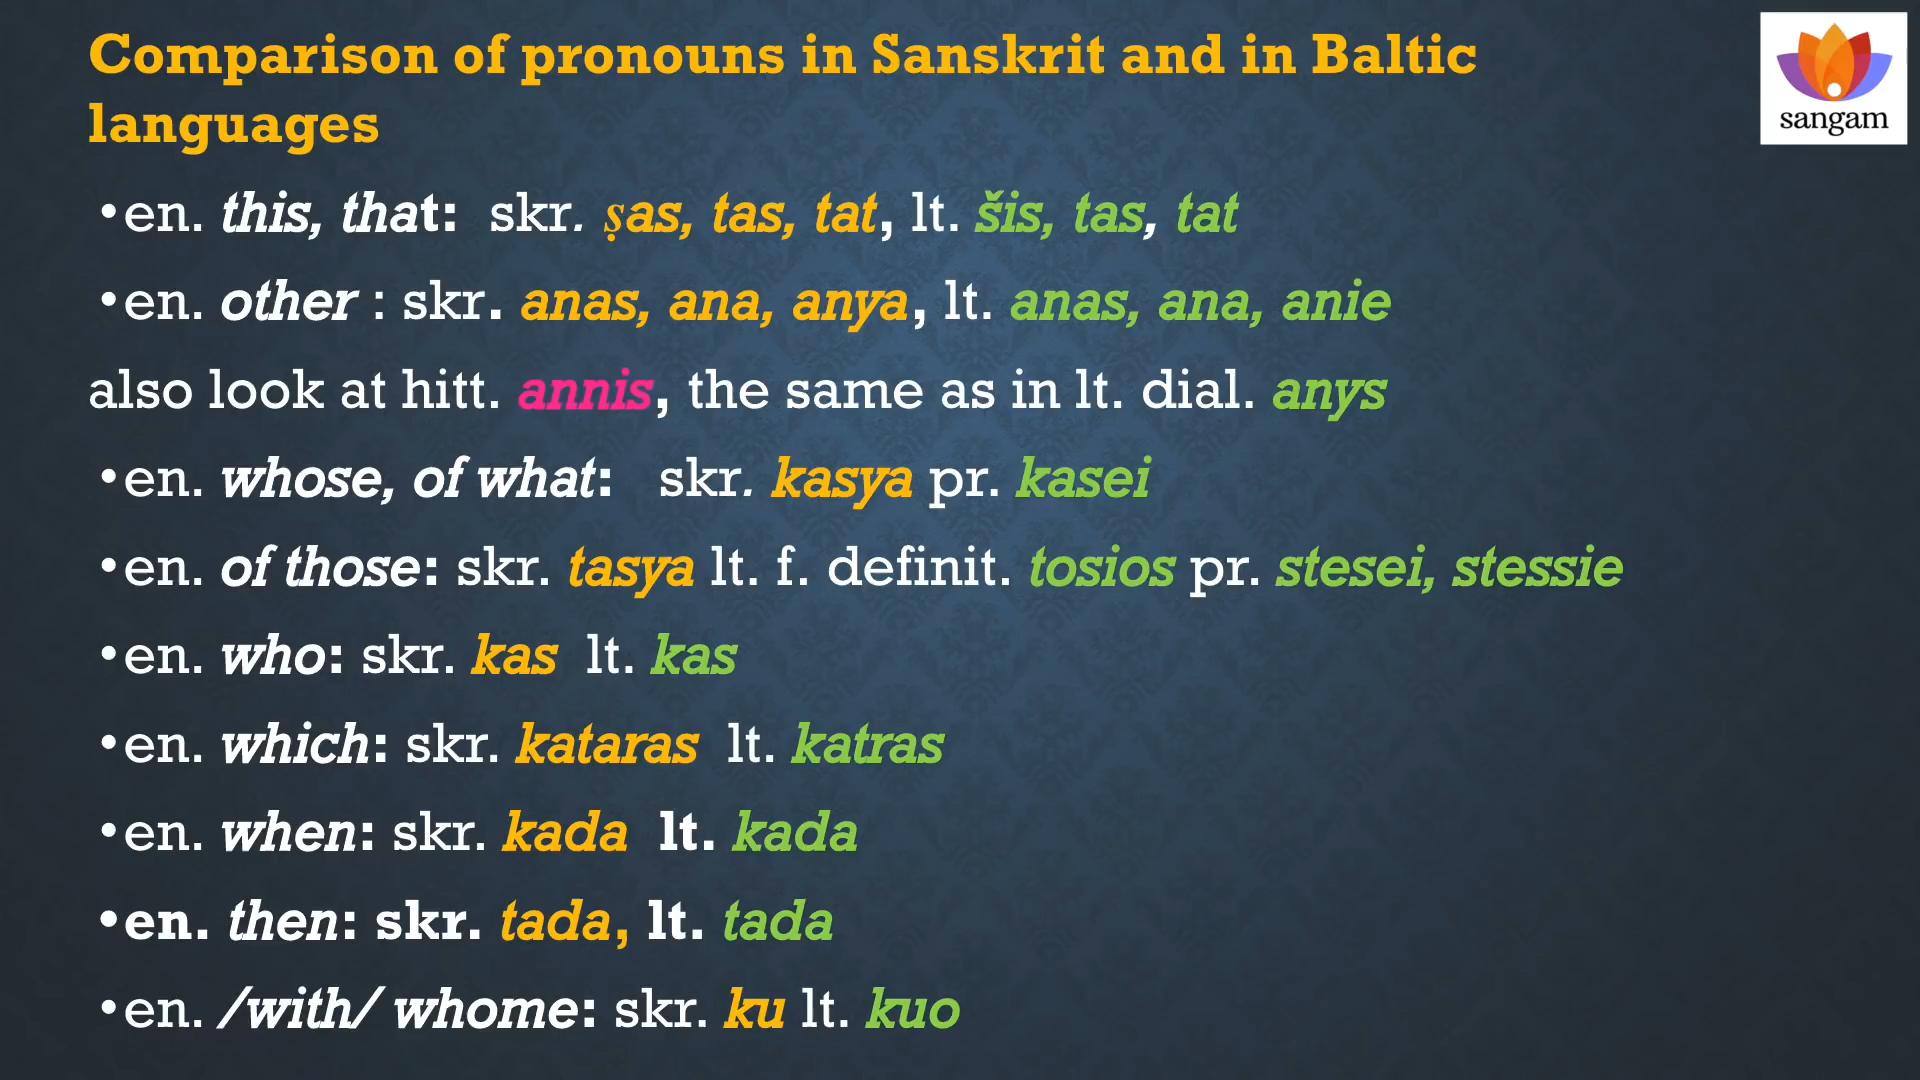 Comparison of pronouns in Sanskrit and in Baltic
languages
sangam
•en. this, that: skr. ṣas, tas, tat, lt. šis, tas, tat
•en. other : skr. anas, ana, anya, lt. anas, ana, anie
also look at hitt. annis, the same as in lt. dial. anys
•en. whose, of what: skr. kasya pr. kasei
•en. of those: skr. tasya lt. f. definit. tosios pr. stesei, stessie
•en. who: skr. kas lt. kas
•en. which: skr. kataras lt. katras
•en. when: skr. kada lt. kada
•en. then: skr. tada, lt. tada
•en. /with/ whome: skr. ku lt. kuo